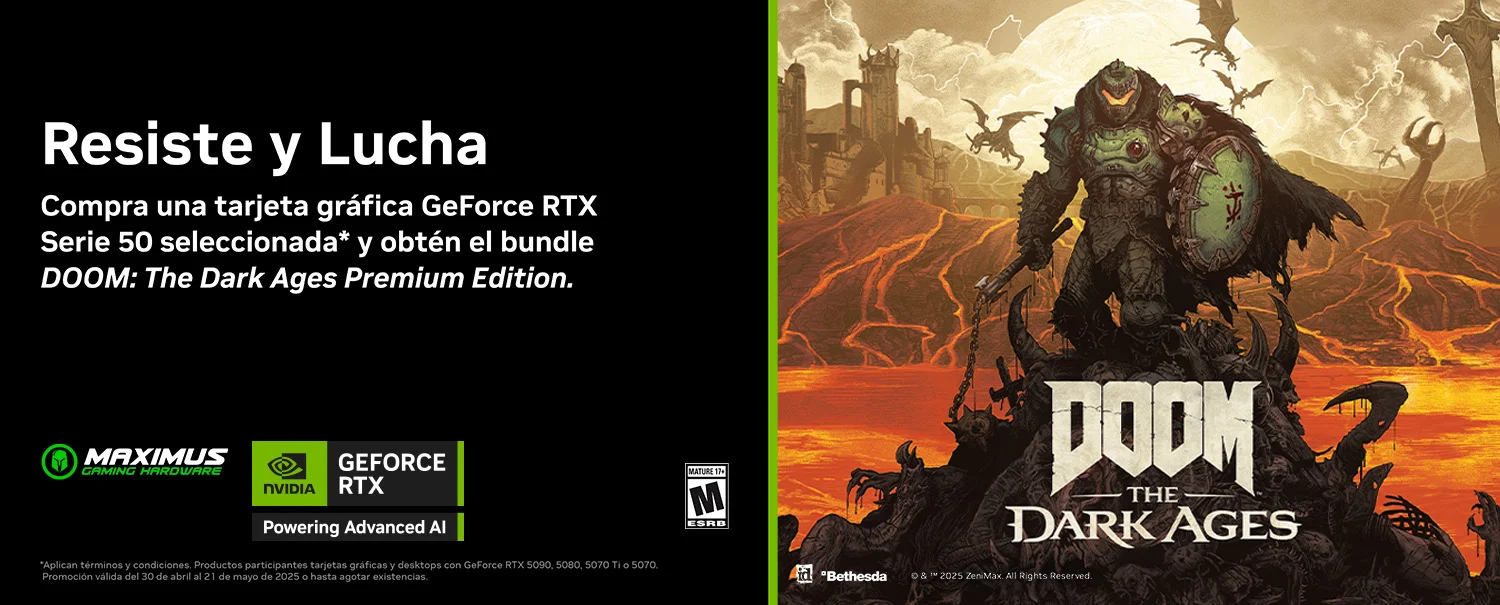 Resiste y Lucha
Compra una tarjeta gráfica GeForce RTX
Serie 50 seleccionada* y obtén el bundle
DOOM: The Dark Ages Premium Edition.
MAXIMUS
GAMING HARDWARE
NVIDIA
GEFORCE
RTX
Powering Advanced AI
MATURE 17+
M
ESRB
*Aplican términos y condiciones. Productos participantes tarjetas gráficas y desktops con GeForce RTX 5090, 5080, 5070 Ti o 5070.
Promoción válida del 30 de abril al 21 de mayo de 2025 o hasta agotar existencias.
DOOM
THE
DARK AGES
™
id
Bethesda
© & ™ 2025 ZeniMax. All Rights Reserved.